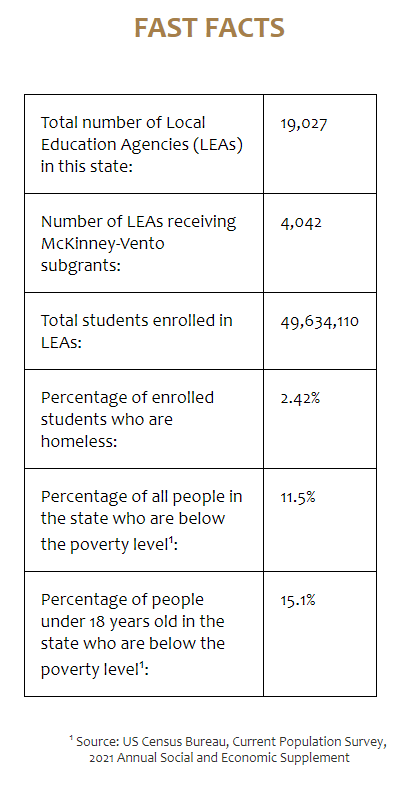 FAST FACTS
Total number of Local
Education Agencies (LEAs)
in this state:
19,027
Number of LEAs receiving
McKinney-Vento
subgrants:
4,042
Total students enrolled in
LEAs:
49,634,110
Percentage of enrolled
students who are
homeless:
2.42%
Percentage of all people in
the state who are below
the poverty level¹:
11.5%
Percentage of people
under 18 years old in the
state who are below the
poverty level¹:
15.1%
¹ Source: US Census Bureau, Current Population Survey,
2021 Annual Social and Economic Supplement